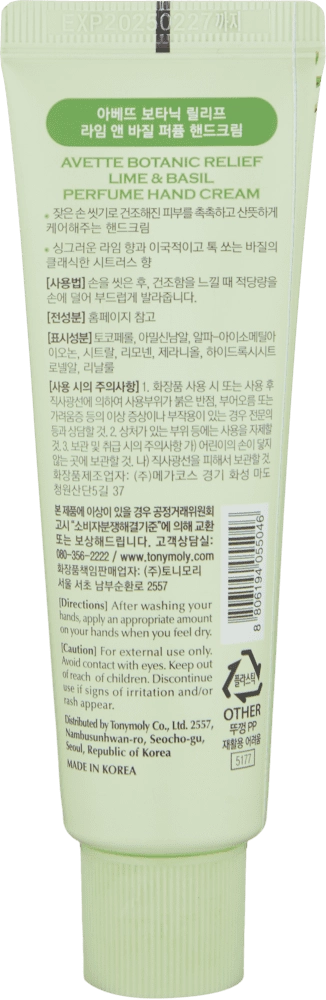 EXP20250227까지
아베뜨 보타닉 릴리프
라임 앤 바질 퍼퓸 핸드크림
AVETTE BOTANIC RELIEF
LIME & BASIL
PERFUME HAND CREAM
• 잦은 손 씻기로 건조해진 피부를 촉촉하고 산뜻하게
케어해주는 핸드크림
• 싱그러운 라임 향과 이국적이고 톡 쏘는 바질의
클래식한 시트러스 향
[사용법] 손을 씻은 후, 건조함을 느낄 때 적당량을
손에 덜어 부드럽게 발라줍니다.
[전성분] 홈페이지 참고
[표시성분] 토코페롤, 아밀신남알, 알파-아이소메틸아
이오논, 시트랄, 리모넨, 제라니올, 하이드록시시트
로넬알, 리날룰
[사용 시의 주의사항] 1. 화장품 사용 시 또는 사용 후
직사광선에 의하여 사용부위가 붉은 반점, 부어오름 또는
가려움증 등의 이상 증상이나 부작용이 있는 경우 전문의
등과 상담할 것. 2. 상처가 있는 부위 등에는 사용을 자제할
것. 3. 보관 및 취급 시의 주의사항 가) 어린이의 손이 닿지
않는 곳에 보관할 것. 나) 직사광선을 피해서 보관할 것.
화장품제조업자: (주)메가코스 경기 화성 마도
청원산단5길 37
본 제품에 이상이 있을 경우 공정거래위원회
고시 "소비자분쟁해결기준"에 의해 교환
또는 보상해드립니다. 고객상담실:
080-356-2222 / www.tonymoly.com
화장품책임판매업자: (주)토니모리
서울 서초 남부순환로 2557
[Directions] After washing your
hands, apply an appropriate amount
on your hands when you feel dry.
[Caution] For external use only.
Avoid contact with eyes. Keep out
of reach of children. Discontinue
use if signs of irritation and/or
rash appear.
Distributed by Tonymoly Co., Ltd. 2557,
Nambusunhwan-ro, Seocho-gu,
Seoul, Republic of Korea
MADE IN KOREA
8 806194 055046
플라스틱
OTHER
뚜껑 PP
재활용 어려움
5177